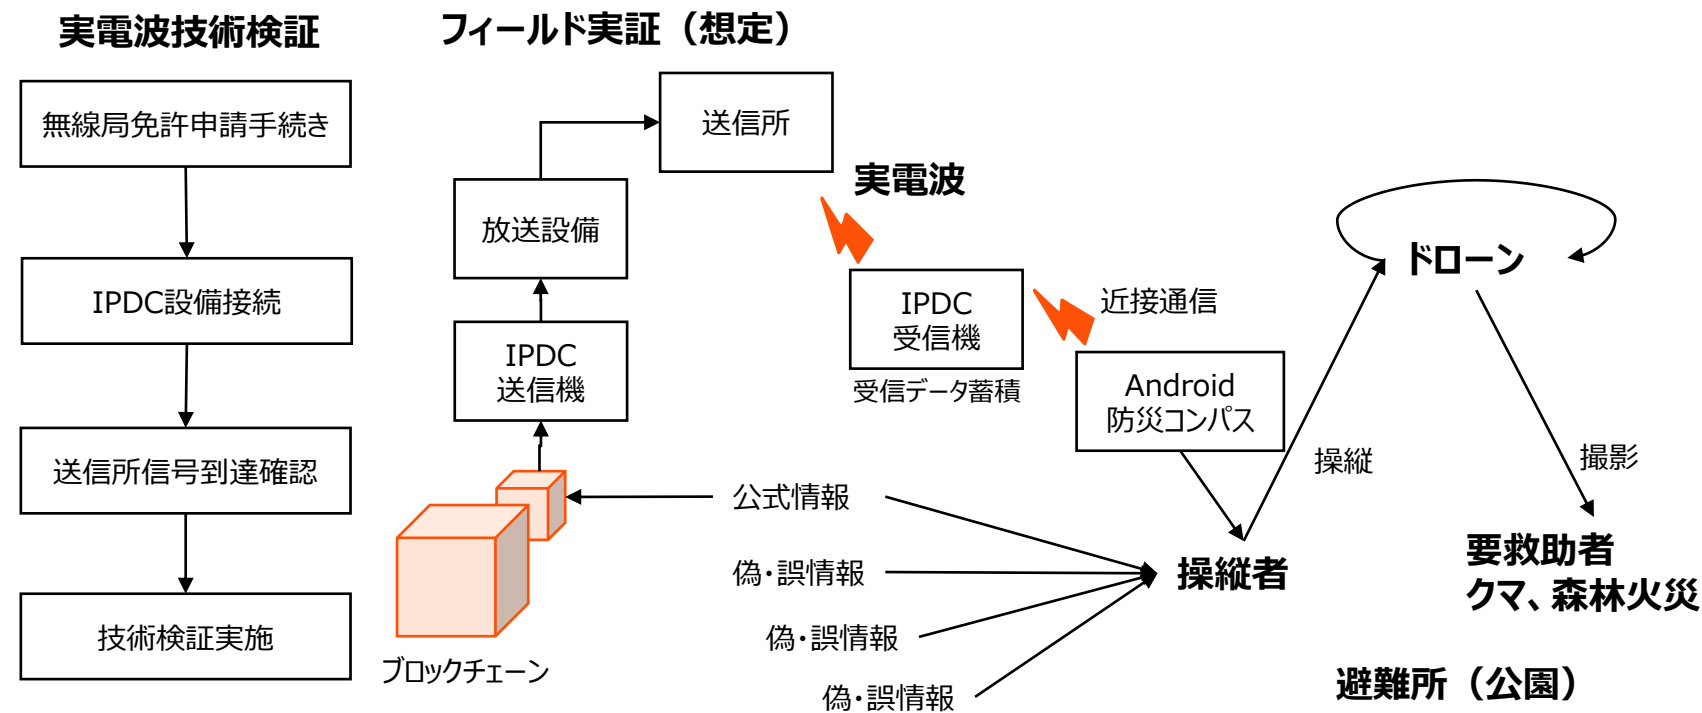 実電波技術検証
無線局免許申請手続き
IPDC設備接続
送信所信号到達確認
技術検証実施
フィールド実証（想定）
送信所
放送設備
IPDC
送信機
ブロックチェーン
実電波
IPDC
受信機
受信データ蓄積
近接通信
Android
防災コンパス
公式情報
偽・誤情報
偽・誤情報
偽・誤情報
操縦者
操縦
ドローン
撮影
要救助者
クマ、森林火災
避難所（公園）